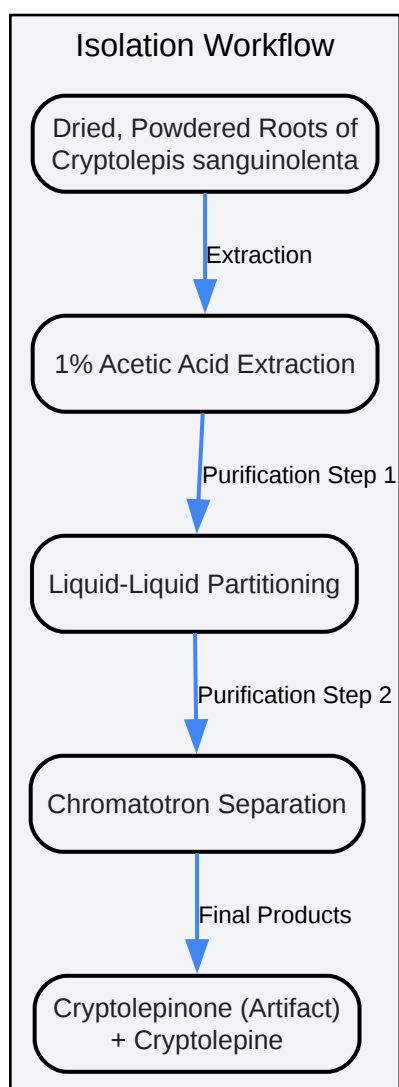 Isolation Workflow
Dried, Powdered Roots of
Cryptolepis sanguinolenta
Extraction
1% Acetic Acid Extraction
Purification Step 1
Liquid-Liquid Partitioning
Purification Step 2
Chromatotron Separation
Final Products
Cryptolepinone (Artifact)
+ Cryptolepine